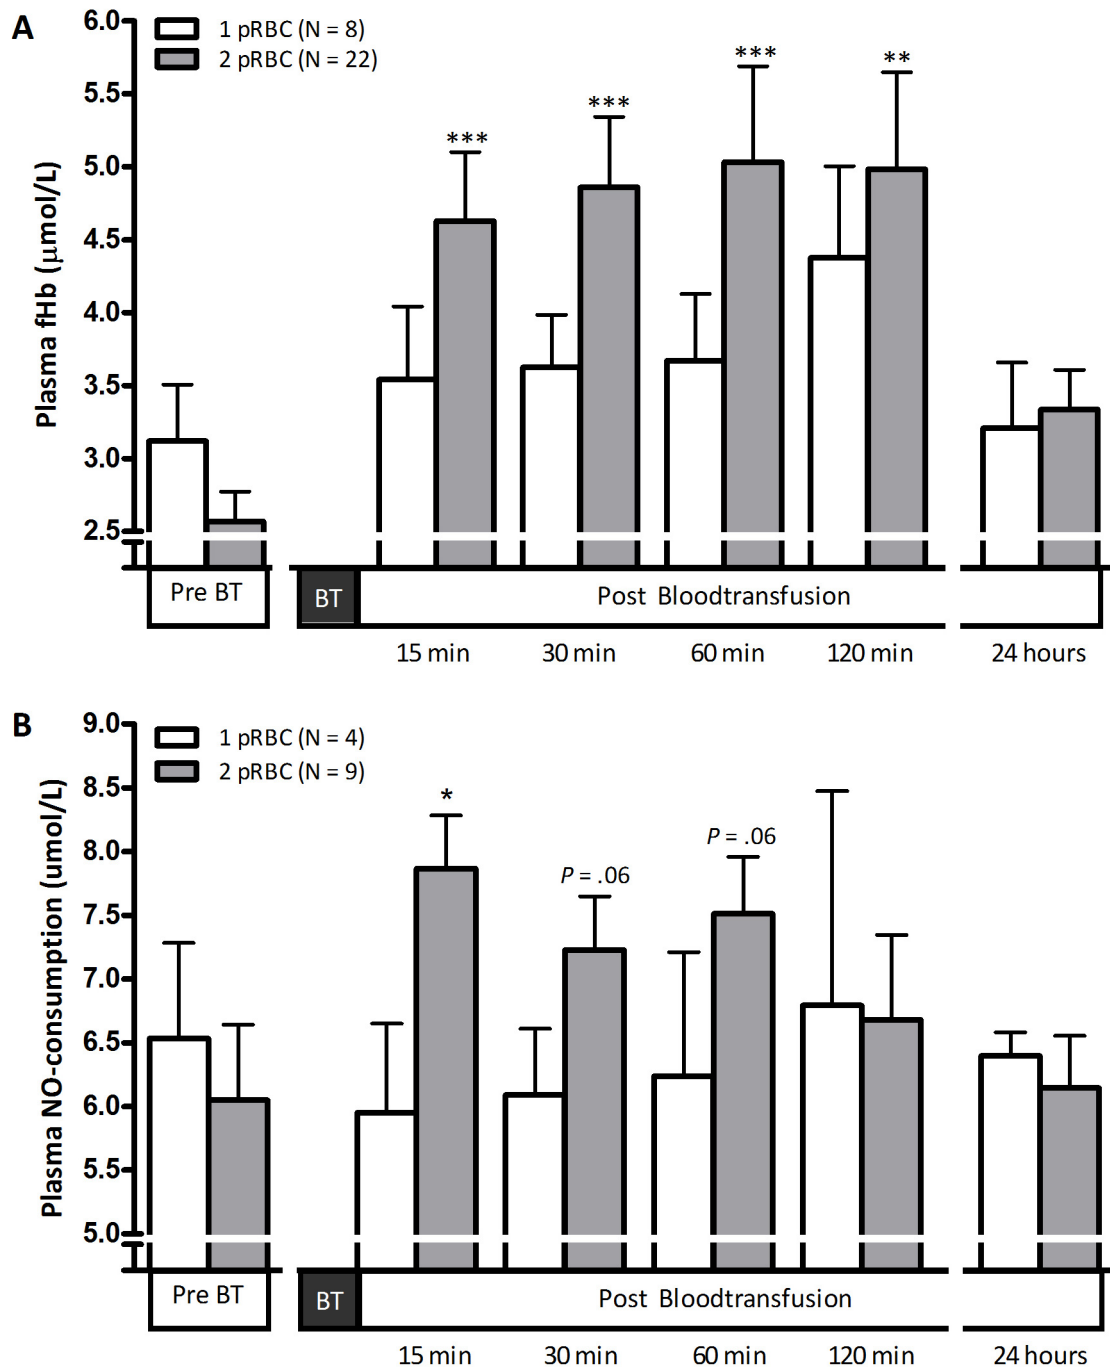 A
1 pRBC (N = 8)
2 pRBC (N = 22)
Plasma fHb (µmol/L)
6.0
5.5
5.0
4.5
4.0
3.5
3.0
2.5
***
***
***
**
Pre BT
BT
Post Bloodtransfusion
15 min
30 min
60 min
120 min
24 hours
B
1 pRBC (N = 4)
2 pRBC (N = 9)
Plasma NO-consumption (umol/L)
9.0
8.5
8.0
7.5
7.0
6.5
6.0
5.5
5.0
*
P = .06
P = .06
Pre BT
BT
Post Bloodtransfusion
15 min
30 min
60 min
120 min
24 hours